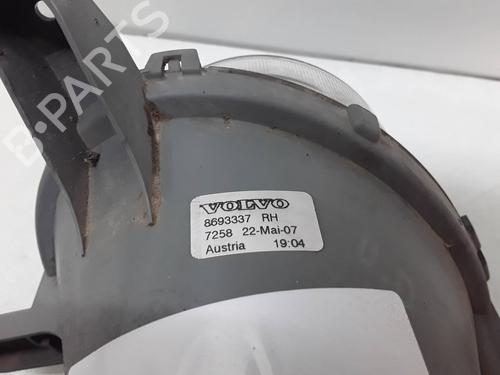 B-PARTS
VOLVO
8693337 RH
7258 22-Mai-07
Austria 19:04